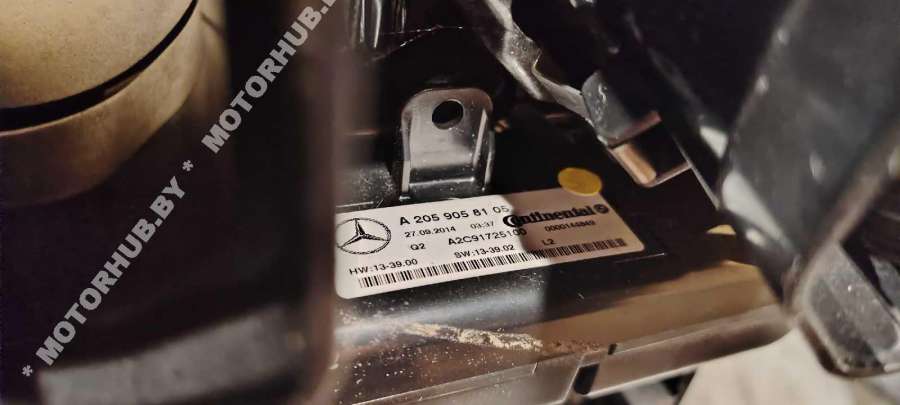 * MOTORHUB.BY * MOTORHUB.BY
A 205 905 81 05
27.09.2014 03:37
Continental
Q2 A2C91725100 0000144849
HW:13-39.00 SW:13-39.02 L2